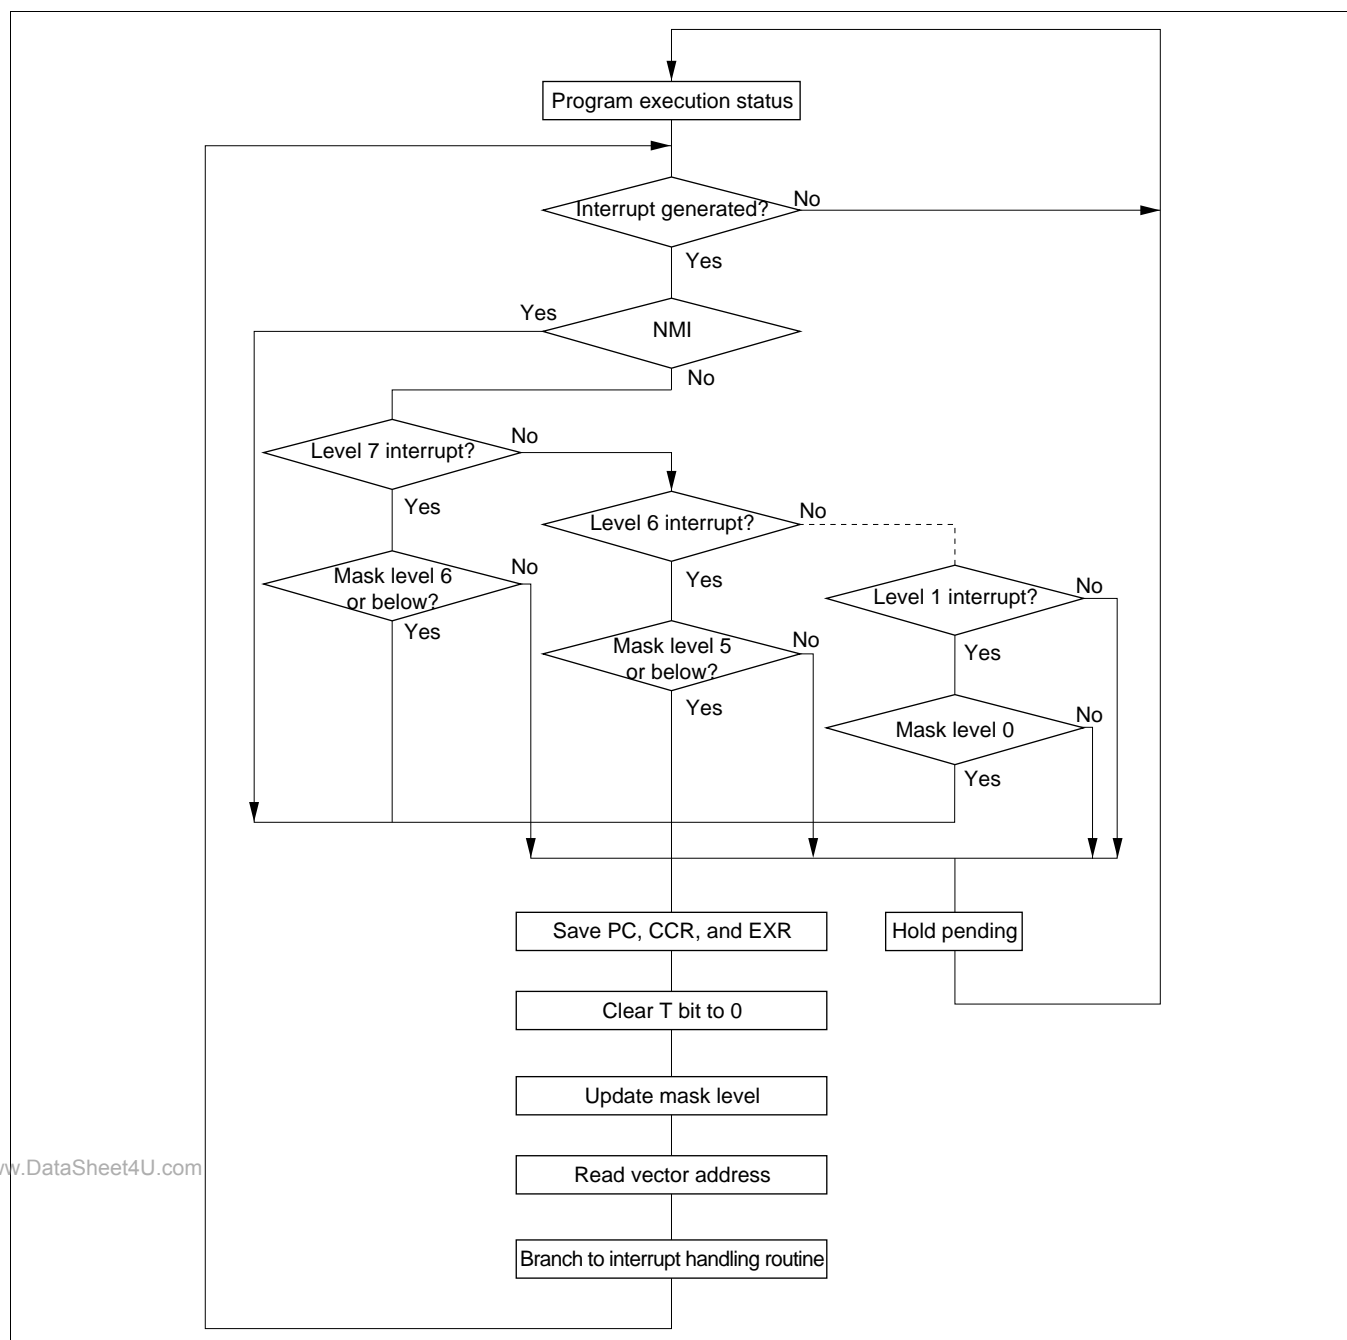 Program execution status
Interrupt generated?
No
Yes
Yes
NMI
No
Level 7 interrupt?
No
Yes
Level 6 interrupt?
No
Mask level 6
or below?
No
Yes
Yes
Level 1 interrupt?
No
Mask level 5
or below?
No
Yes
Yes
Mask level 0
No
Yes
Save PC, CCR, and EXR
Hold pending
Clear T bit to 0
Update mask level
Read vector address
w.DataSheet4U.com
Branch to interrupt handling routine